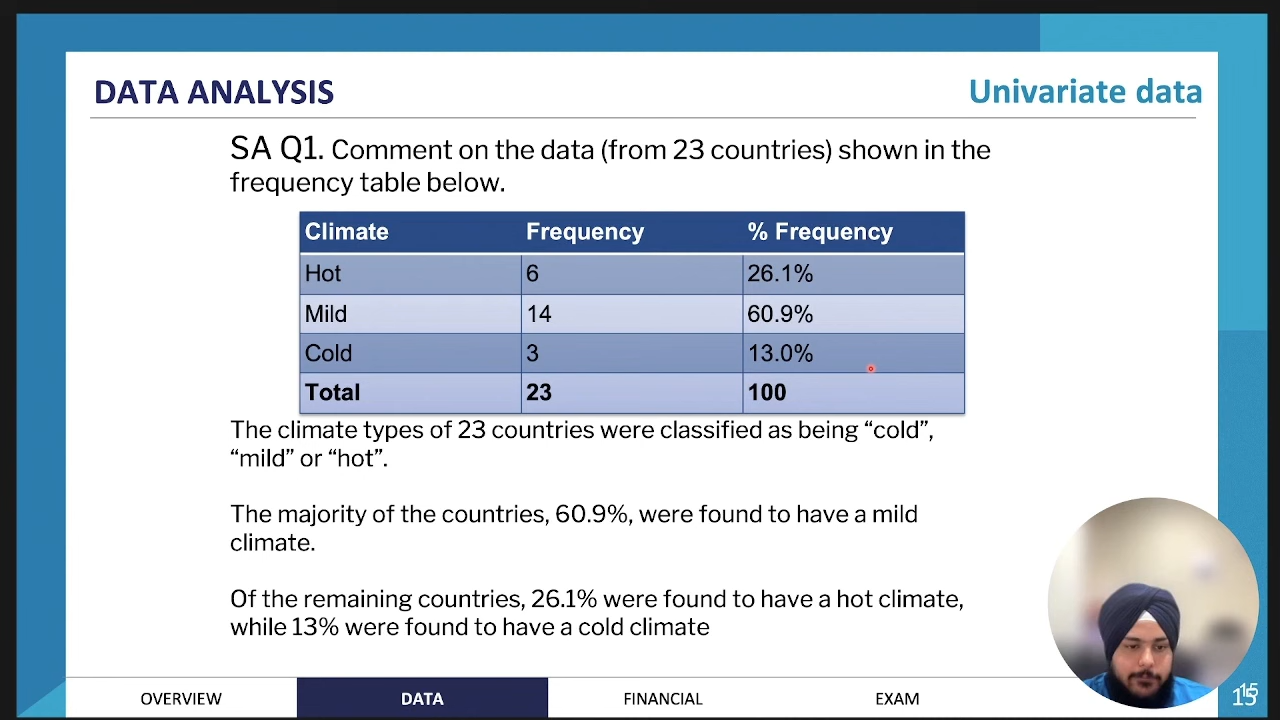 DATA ANALYSIS
Univariate data
SA Q1. Comment on the data (from 23 countries) shown in the
frequency table below.
Climate Frequency % Frequency
Hot 6 26.1%
Mild 14 60.9%
Cold 3 13.0%
Total 23 100
The climate types of 23 countries were classified as being “cold”,
“mild” or “hot”.
The majority of the countries, 60.9%, were found to have a mild
climate.
Of the remaining countries, 26.1% were found to have a hot climate,
while 13% were found to have a cold climate
OVERVIEW DATA FINANCIAL EXAM
15
15